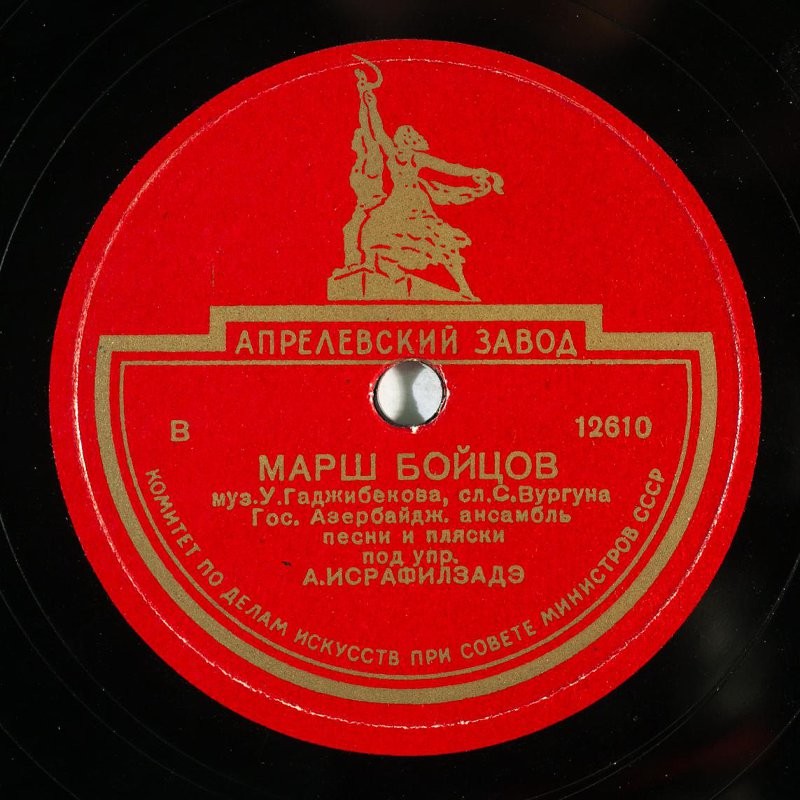 АПРЕЛЕВСКИЙ ЗАВОД
В 12610
МАРШ БОЙЦОВ
муз.У.Гаджибекова, сл.С.Вургуна
Гос. Азербайдж. ансамбль
песни и пляски
под упр.
А.ИСРАФИЛЗАДЭ
КОМИТЕТ ПО ДЕЛАМ ИСКУССТВ ПРИ СОВЕТЕ МИНИСТРОВ СССР